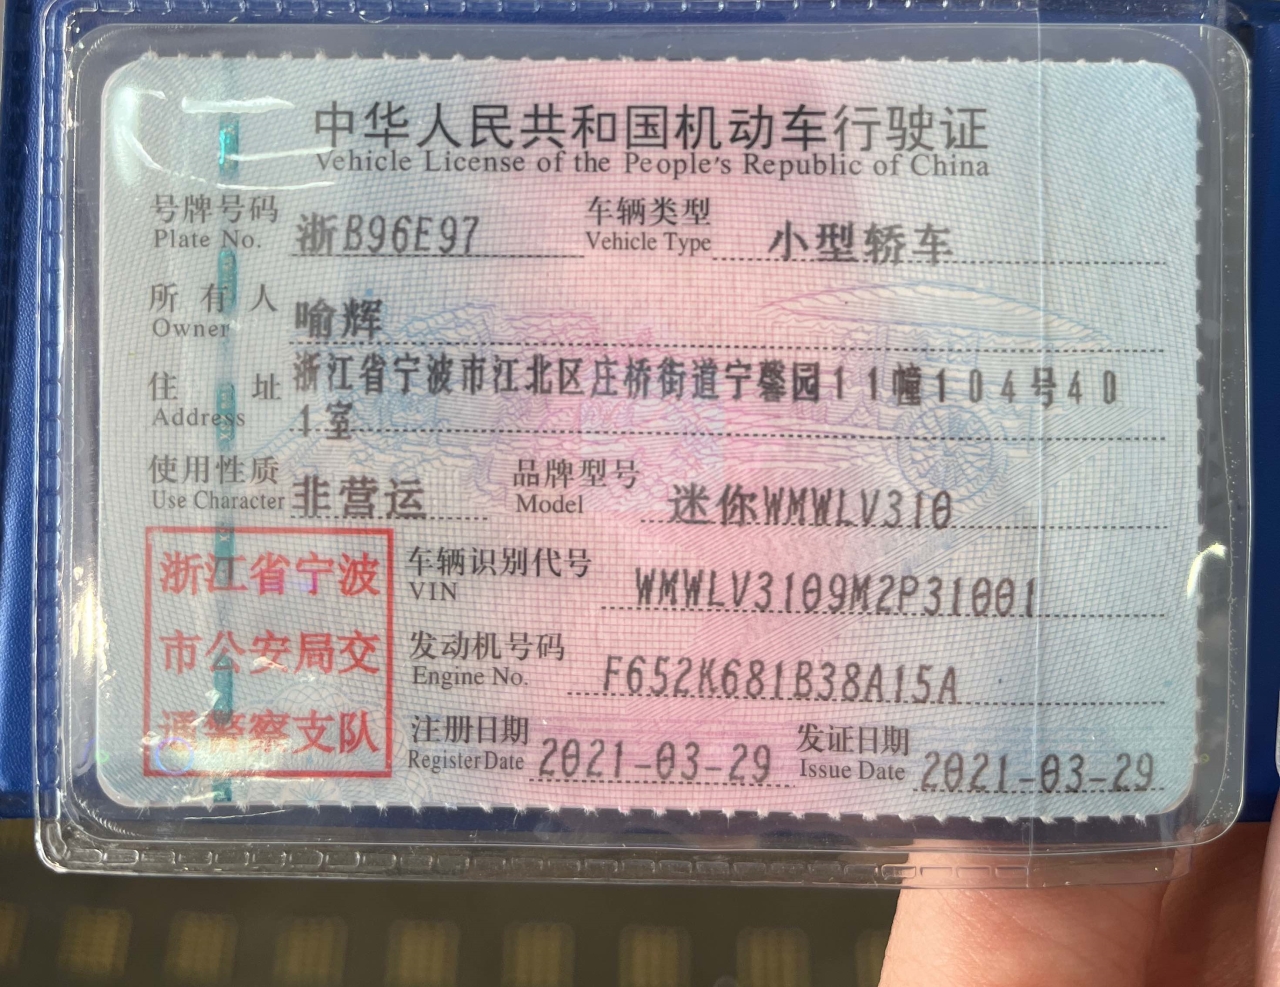 中华人民共和国机动车行驶证
Vehicle License of the People's Republic of China
号牌号码 浙B96E97 车辆类型 小型轿车
Plate No. Vehicle Type
所有人 喻辉
Owner
住址 浙江省宁波市江北区庄桥街道宁馨园11幢104号40
Address 1室
使用性质 非营运 品牌型号 迷你WMWLV310
Use Character Model
浙江省宁波
市公安局交
通警察支队
车辆识别代号 WMWLV3109M2P31001
VIN
发动机号码 F652K681B38A15A
Engine No.
注册日期 2021-03-29 发证日期 2021-03-29
Register Date Issue Date